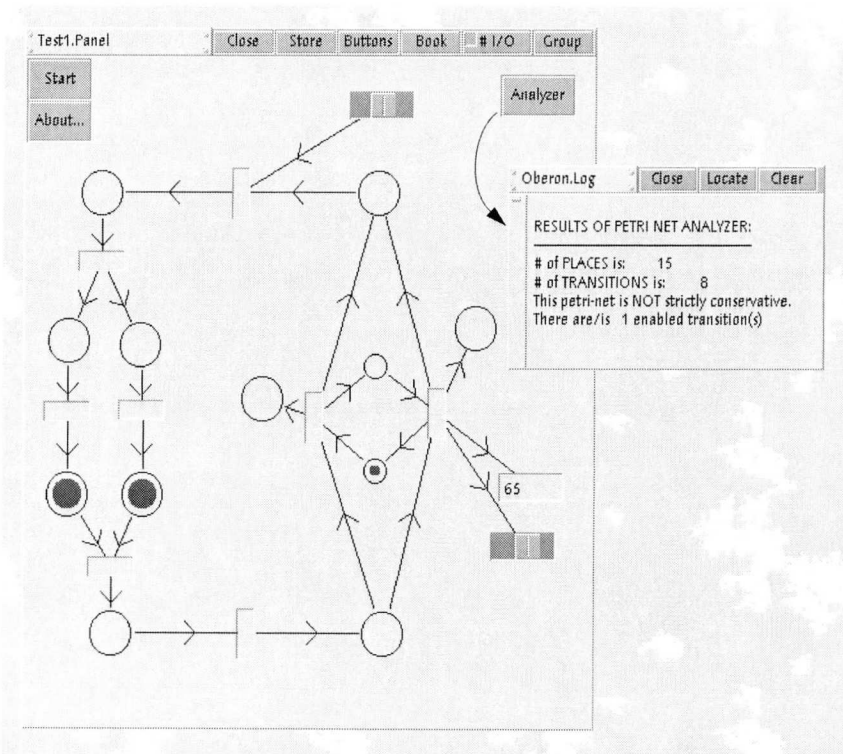 Test1.Panel Close Store Buttons Book # I/O Group
Start
About...
Analyzer
Oberon.Log Close Locate Clear
RESULTS OF PETRI NET ANALYZER:
# of PLACES is: 15
# of TRANSITIONS is: 8
This petri-net is NOT strictly conservative.
There are/is 1 enabled transition(s)
65